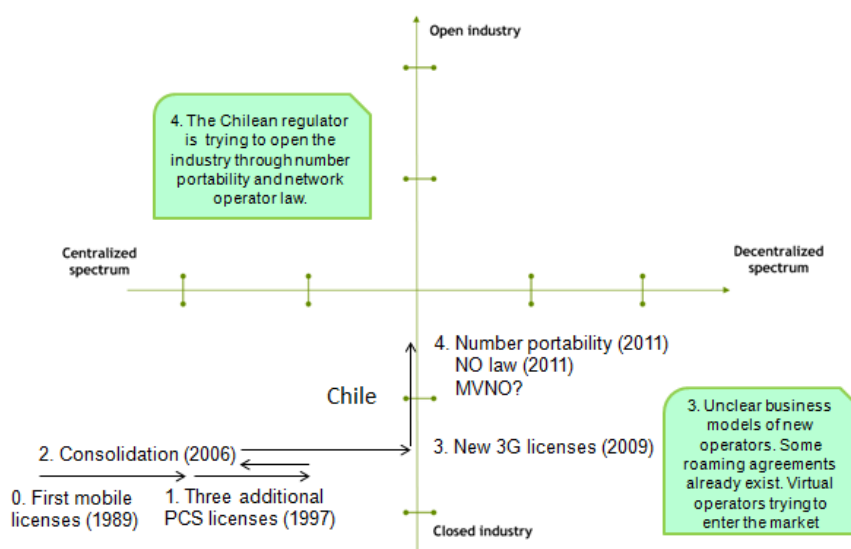 Open industry
4. The Chilean regulator
is trying to open the
industry through number
portability and network
operator law.
Centralized
spectrum
Decentralized
spectrum
4. Number portability (2011)
NO law (2011)
MVNO?
Chile
3. Unclear business
models of new
operators. Some
roaming agreements
already exist. Virtual
operators trying to
enter the market
2. Consolidation (2006)
3. New 3G licenses (2009)
0. First mobile
licenses (1989)
1. Three additional
PCS licenses (1997)
Closed industry